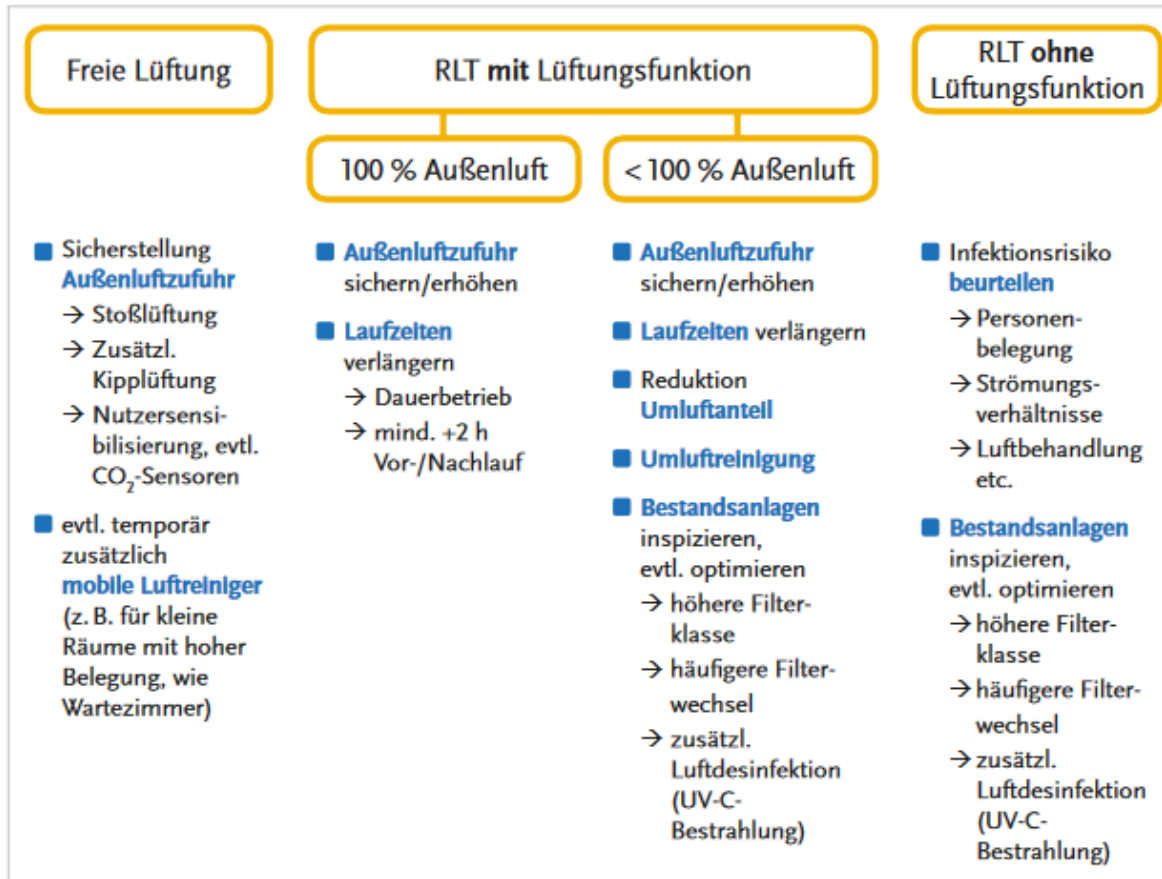 Freie Lüftung
RLT mit Lüftungsfunktion
100 % Außenluft
< 100 % Außenluft
RLT ohne
Lüftungsfunktion
■ Sicherstellung
Außenluftzufuhr
→ Stoßlüftung
→ Zusätzl.
Kipplüftung
→ Nutzersensi-
bilisierung, evtl.
CO₂-Sensoren
■ evtl. temporär
zusätzlich
mobile Luftreiniger
(z. B. für kleine
Räume mit hoher
Belegung, wie
Wartezimmer)
■ Außenluftzufuhr
sichern/erhöhen
■ Laufzeiten
verlängern
→ Dauerbetrieb
→ mind. +2 h
Vor-/Nachlauf
■ Außenluftzufuhr
sichern/erhöhen
■ Laufzeiten verlängern
■ Reduktion
Umluftanteil
■ Umluftreinigung
■ Bestandsanlagen
inspizieren,
evtl. optimieren
→ höhere Filter-
klasse
→ häufigere Filter-
wechsel
→ zusätzl.
Luftdesinfektion
(UV-C-
Bestrahlung)
■ Infektionsrisiko
beurteilen
→ Personen-
belegung
→ Strömungs-
verhältnisse
→ Luftbehandlung
etc.
■ Bestandsanlagen
inspizieren,
evtl. optimieren
→ höhere Filter-
klasse
→ häufigere Filter-
wechsel
→ zusätzl.
Luftdesinfektion
(UV-C-
Bestrahlung)